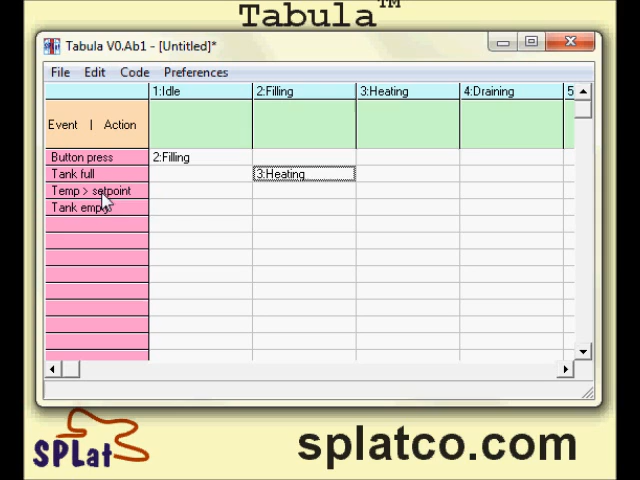 Tabula™
Tabula V0.Ab1 - [Untitled]*
File Edit Code Preferences
1:Idle 2:Filling 3:Heating 4:Draining 5
Event | Action
Button press 2:Filling
Tank full 3:Heating
Temp > setpoint
Tank empty
SPLat splatco.com